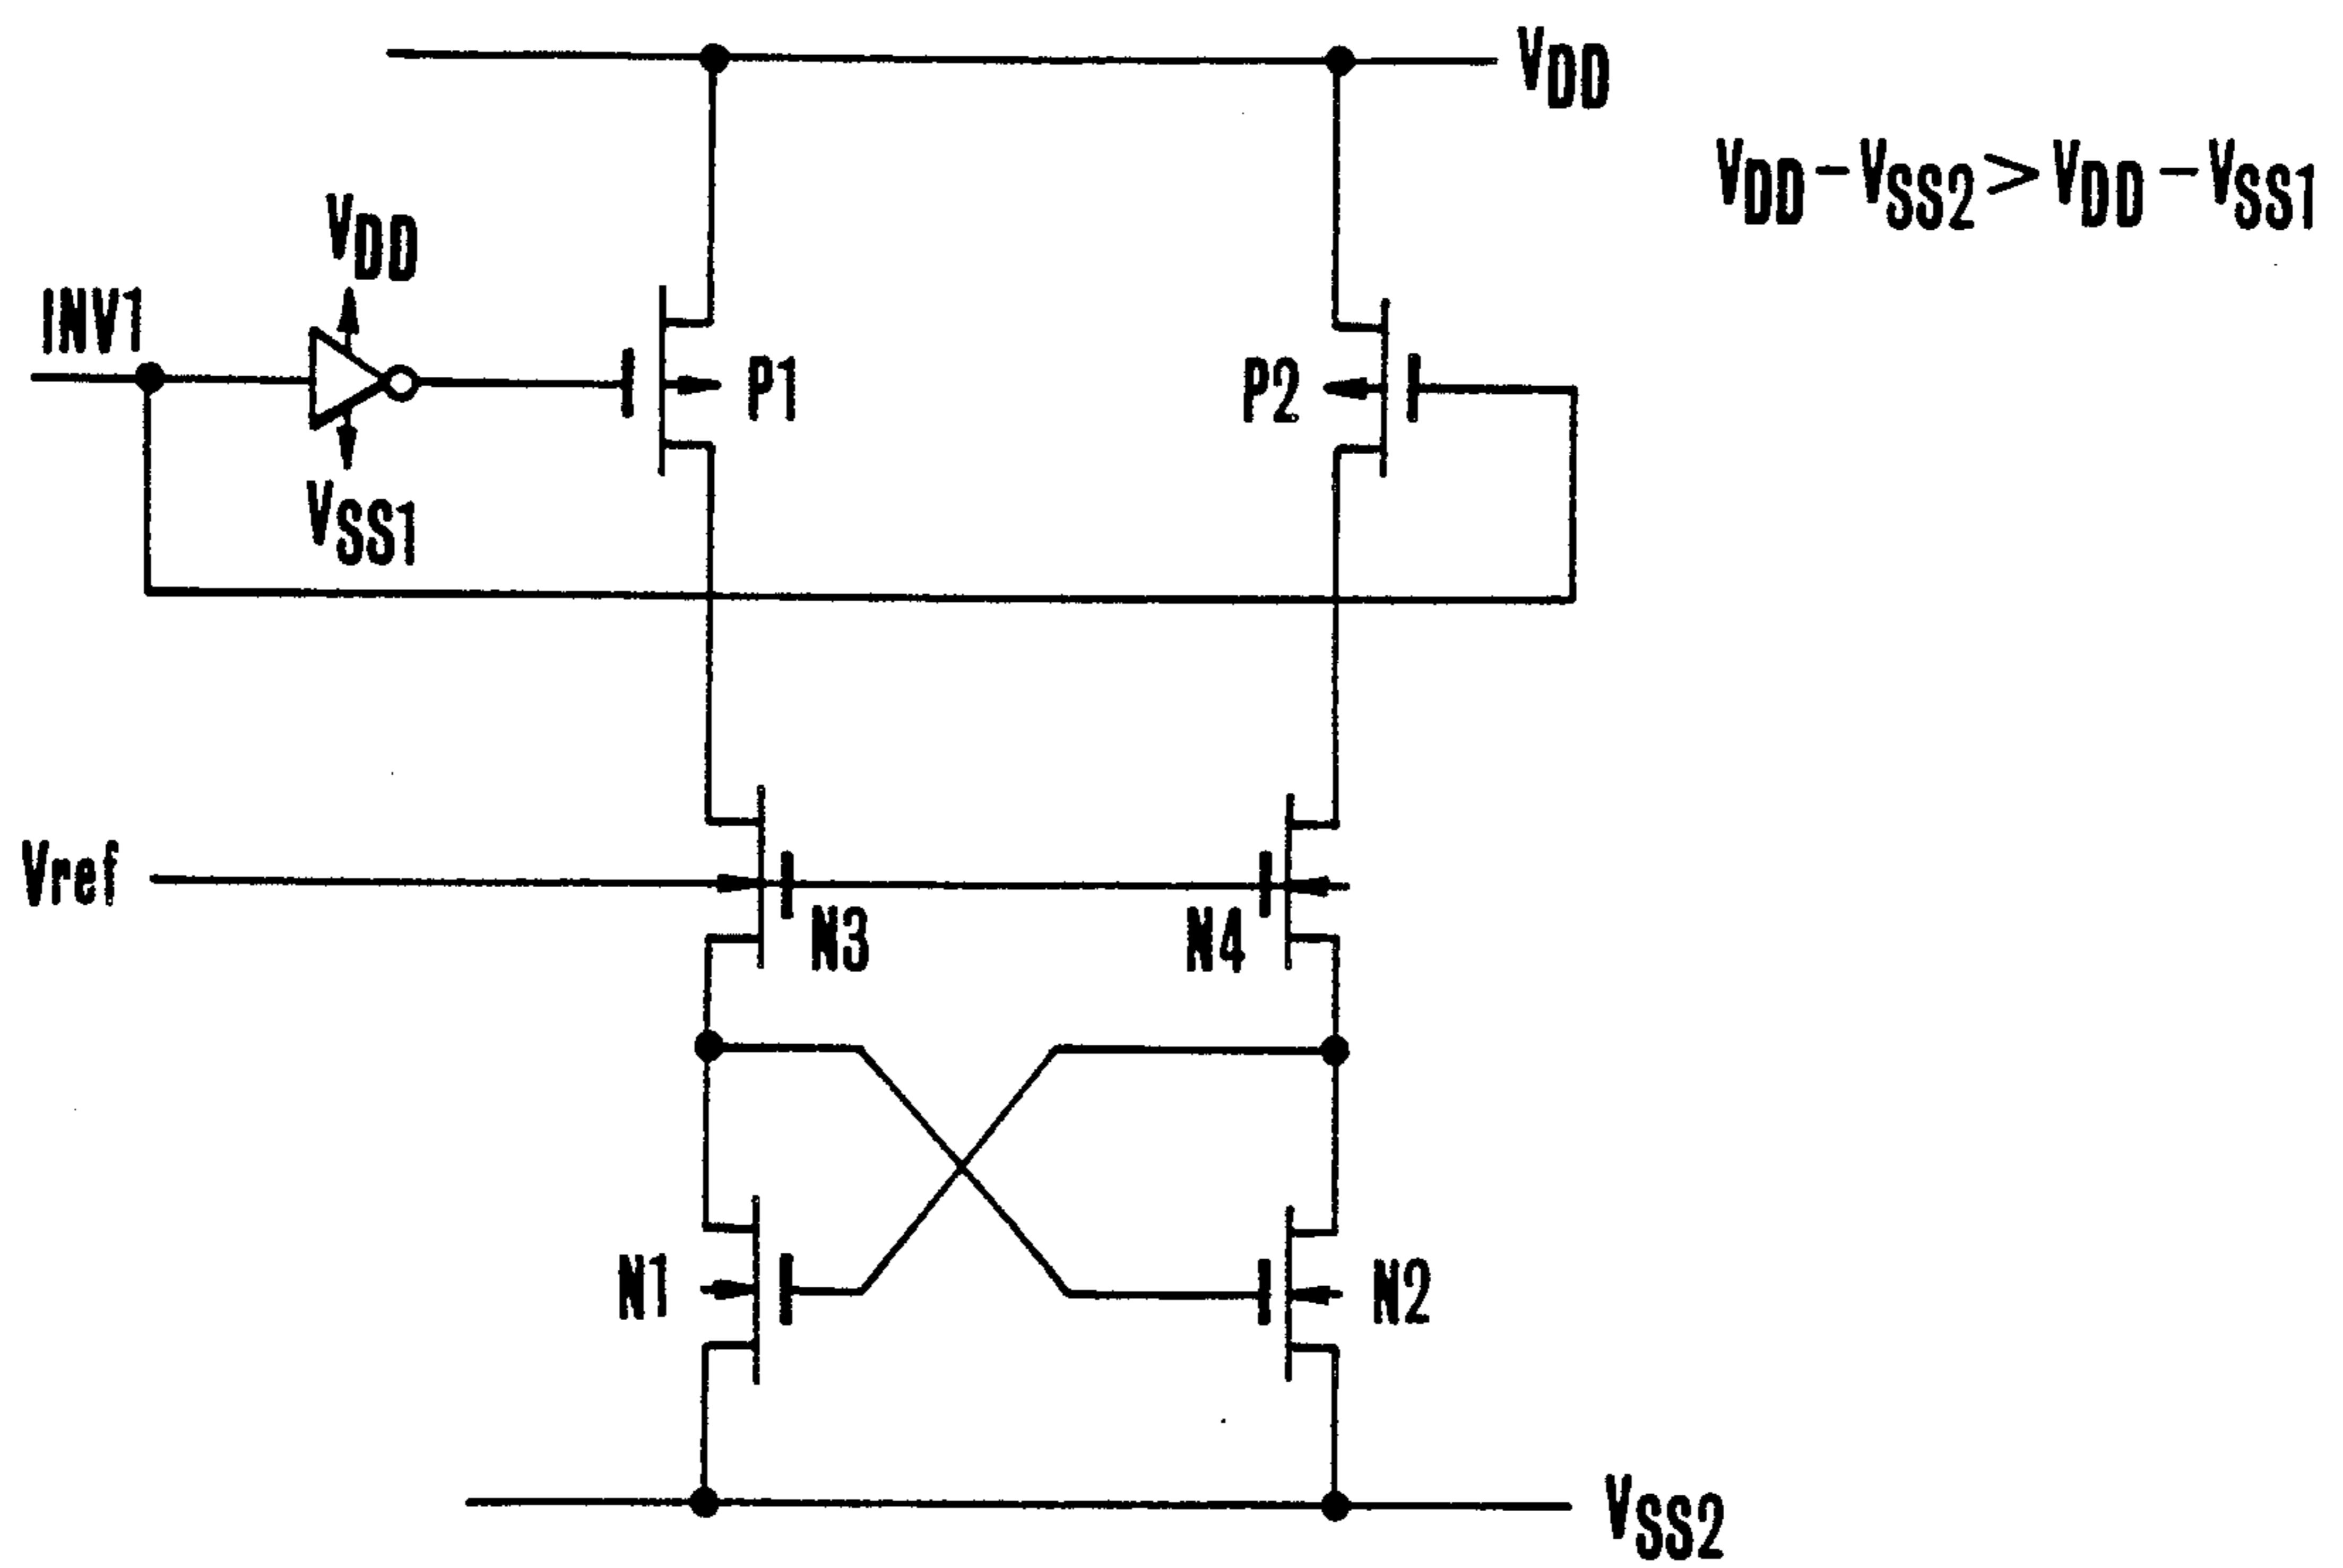 VDD
VDD-VSS2>VDD-VSS1
VDD
INV1
P1
P2
VSS1
Vref
N3
N4
N1
N2
VSS2